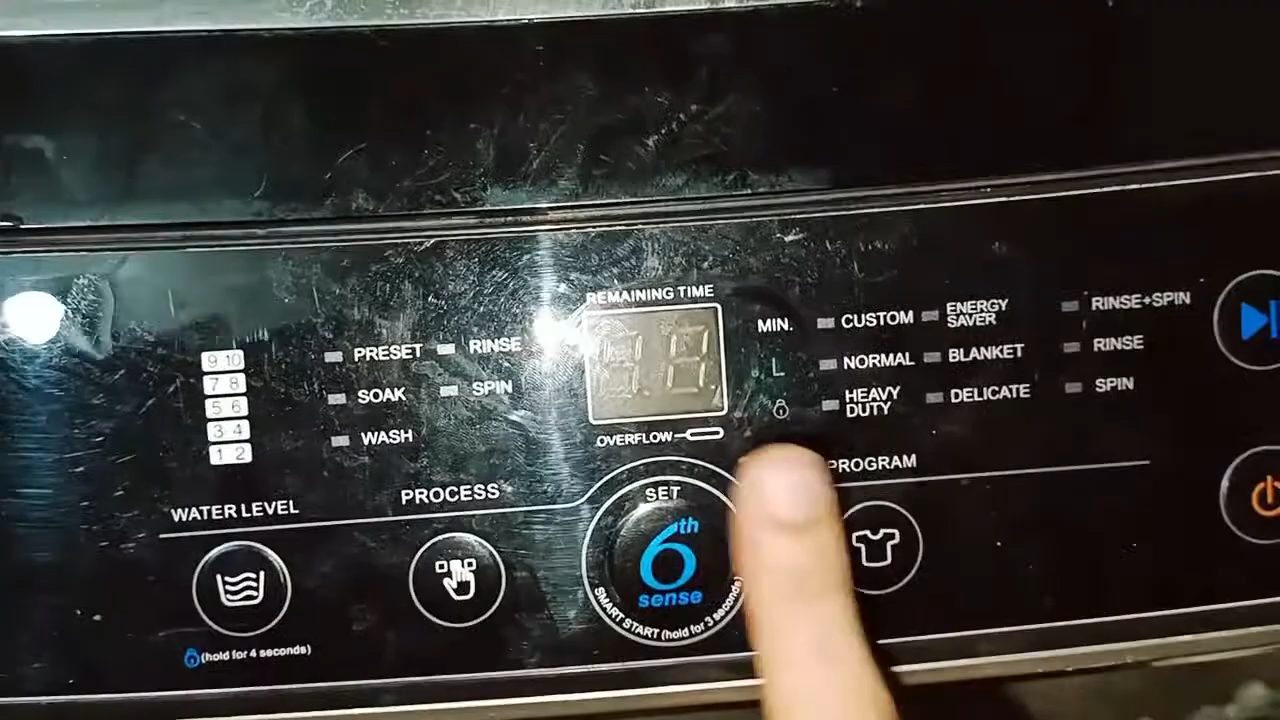 REMAINING TIME
MIN.
L
OVERFLOW
9 10
7 8
5 6
3 4
1 2
PRESET
RINSE
SOAK
SPIN
WASH
CUSTOM
ENERGY
SAVER
RINSE+SPIN
NORMAL
BLANKET
RINSE
HEAVY
DUTY
DELICATE
SPIN
WATER LEVEL
PROCESS
SET
PROGRAM
6th
sense
SMART START (hold for 3 seconds)
(hold for 4 seconds)